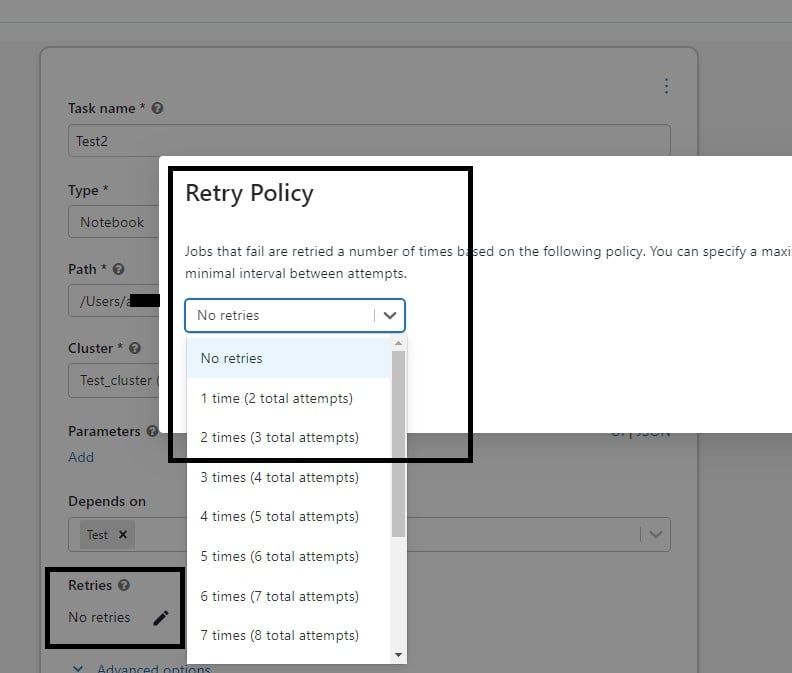 Task name *
Test2
Type *
Notebook
Path *
/Users/a
Cluster *
Test_cluster (
Parameters
UI | JSON
Add
Depends on
Test
Retries
No retries
Advanced options
Retry Policy
Jobs that fail are retried a number of times based on the following policy. You can specify a maxi
minimal interval between attempts.
No retries
No retries
1 time (2 total attempts)
2 times (3 total attempts)
3 times (4 total attempts)
4 times (5 total attempts)
5 times (6 total attempts)
6 times (7 total attempts)
7 times (8 total attempts)